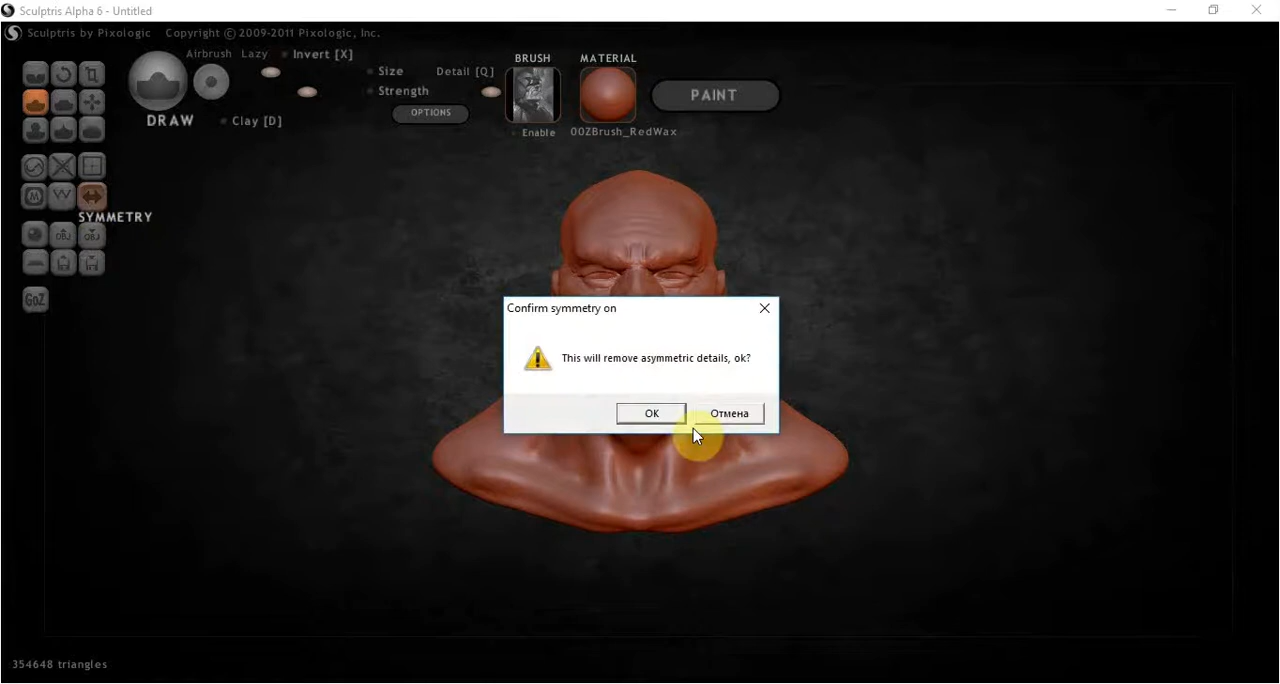 Sculptris Alpha 6 - Untitled
Sculptris by Pixologic Copyright © 2009-2011 Pixologic, Inc.
Airbrush Lazy Invert [X]
BRUSH MATERIAL
Size Detail [Q]
Strength
PAINT
OPTIONS
DRAW Clay [D]
Enable 00ZBrush_RedWax
M
SYMMETRY
OBJ OBJ
GoZ
Confirm symmetry on
This will remove asymmetric details, ok?
OK Отмена
354648 triangles